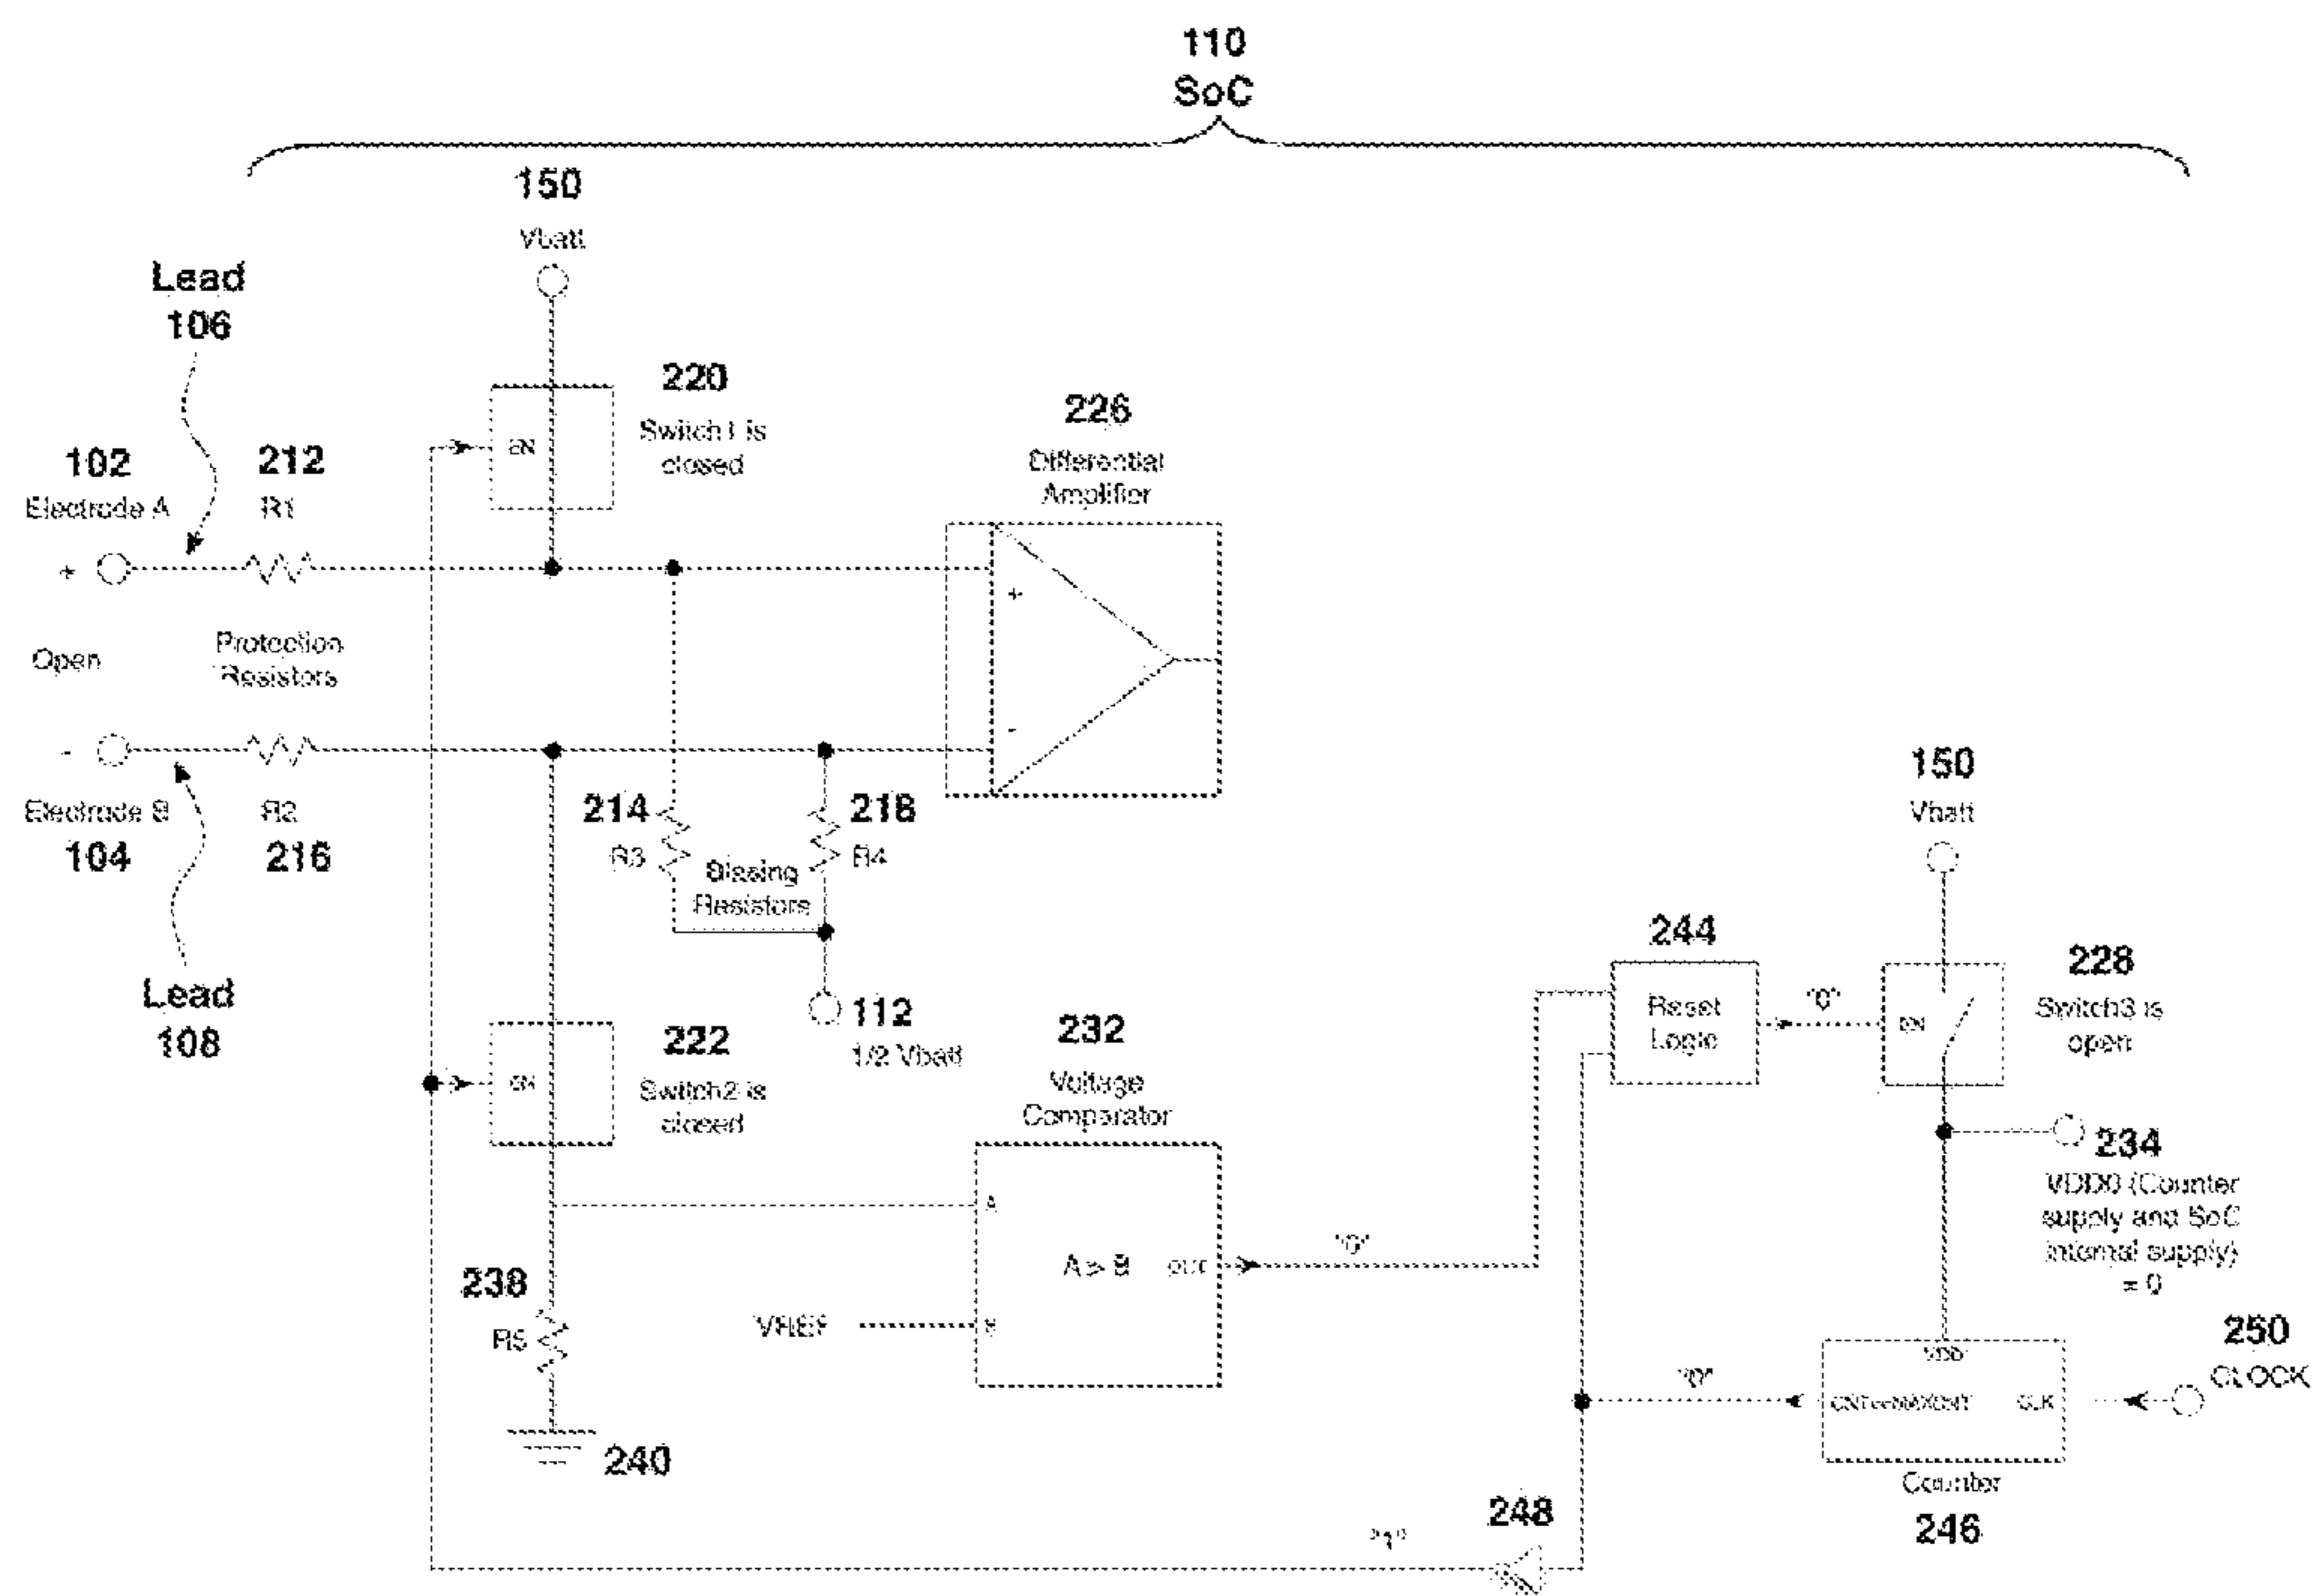 110
SoC
150
Vbatt
Lead
106
220
Switch1 is
closed
EN
226
Differential
Amplifier
102
Electrode A
212
R1
+
+
Open
Protection
Resistors
-
-
Electrode B
104
R2
216
214
R3
218
R4
Biasing
Resistors
112
1/2 Vbatt
Lead
108
222
Switch2 is
closed
EN
232
Voltage
Comparator
A
A > B
OUT
B
VREF
"0"
238
R5
240
244
Reset
Logic
"0"
150
Vbatt
228
Switch3 is
open
EN
234
VDD0 (Counter
supply and SoC
internal supply)
= 0
250
CLOCK
VDD
CLK
"0"
Counter
246
248
"1"